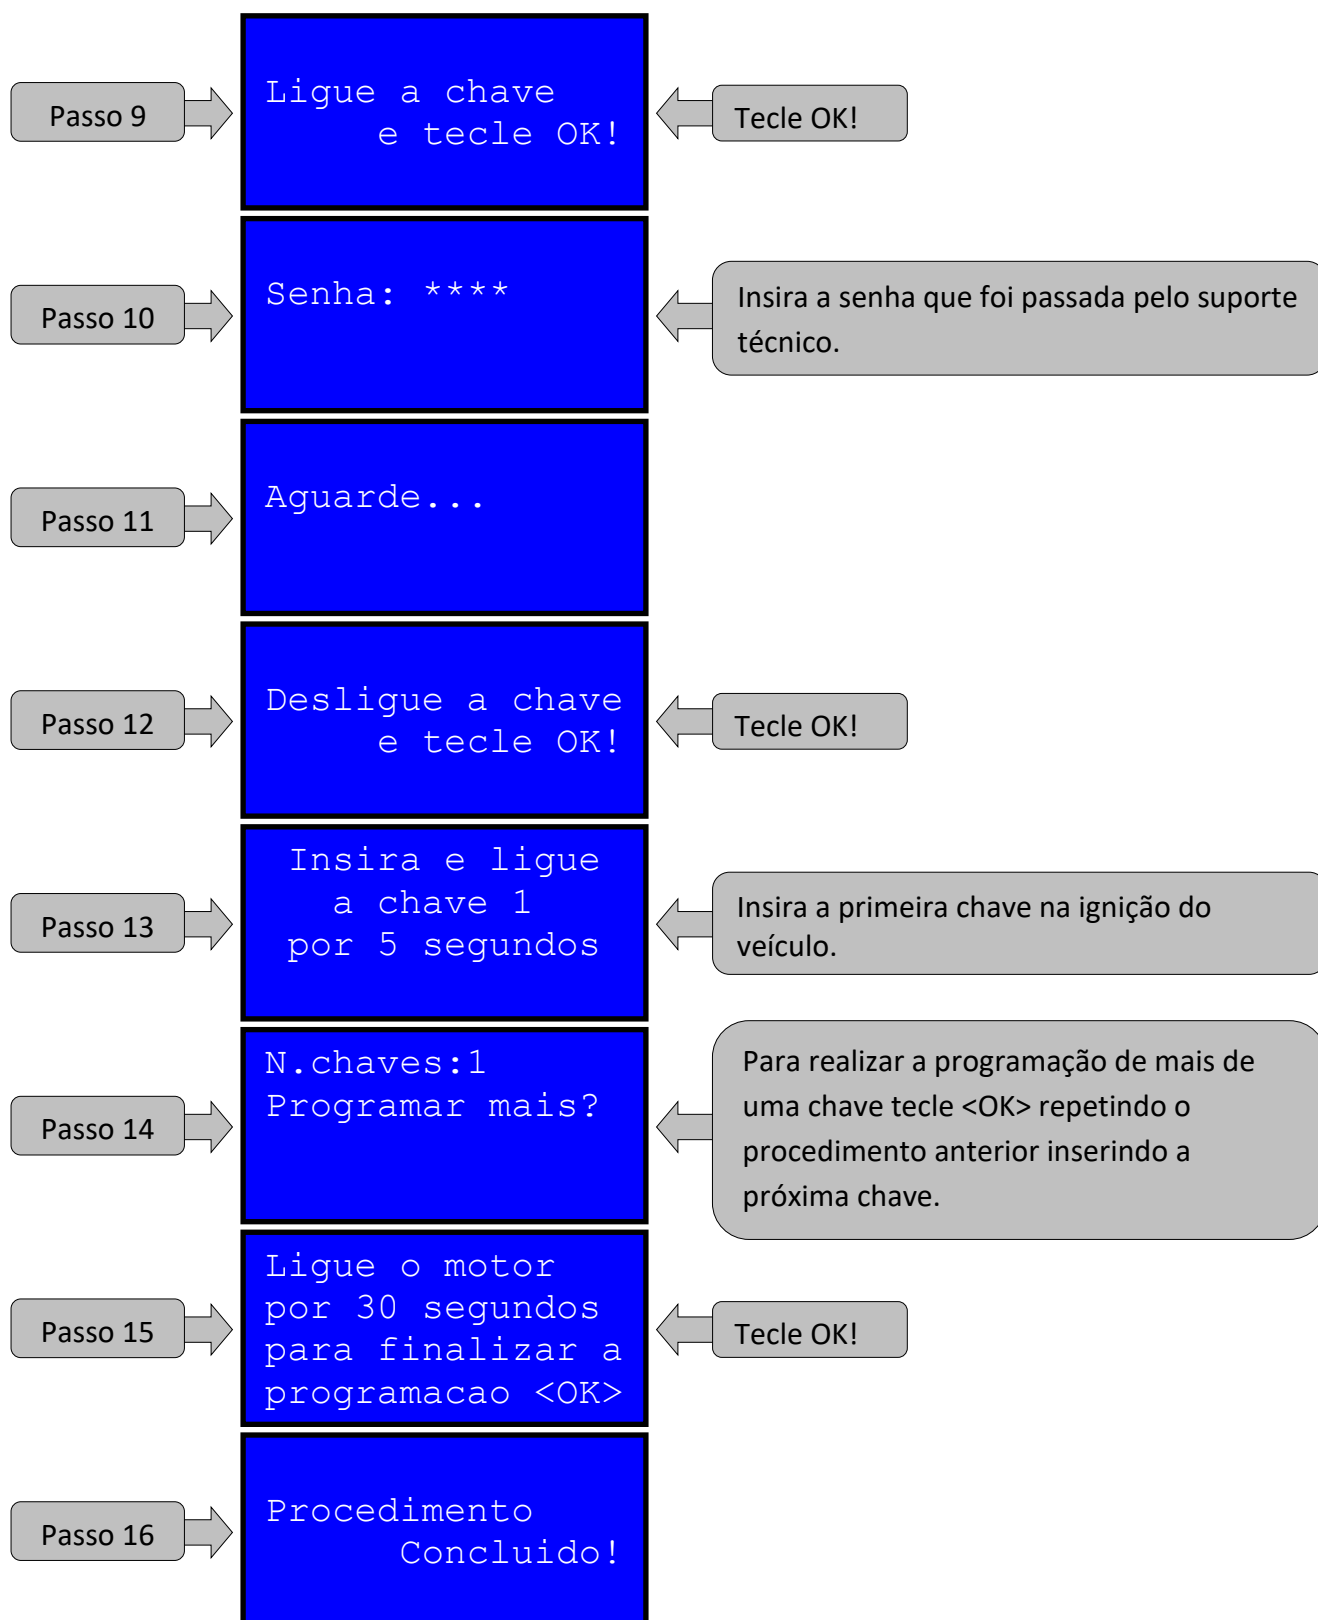 Passo 9
Ligue a chave
e tecle OK!
Tecle OK!
Passo 10
Senha: ****
Insira a senha que foi passada pelo suporte
técnico.
Passo 11
Aguarde...
Passo 12
Desligue a chave
e tecle OK!
Tecle OK!
Passo 13
Insira e ligue
a chave 1
por 5 segundos
Insira a primeira chave na ignição do
veículo.
Passo 14
N.chaves:1
Programar mais?
Para realizar a programação de mais de
uma chave tecle <OK> repetindo o
procedimento anterior inserindo a
próxima chave.
Passo 15
Ligue o motor
por 30 segundos
para finalizar a
programacao <OK>
Tecle OK!
Passo 16
Procedimento
Concluido!